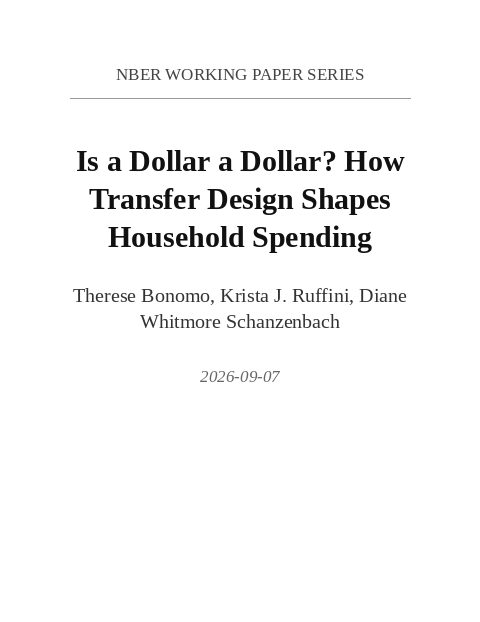 NBER WORKING PAPER SERIES
Is a Dollar a Dollar? How
Transfer Design Shapes
Household Spending
Therese Bonomo, Krista J. Ruffini, Diane
Whitmore Schanzenbach
2026-09-07